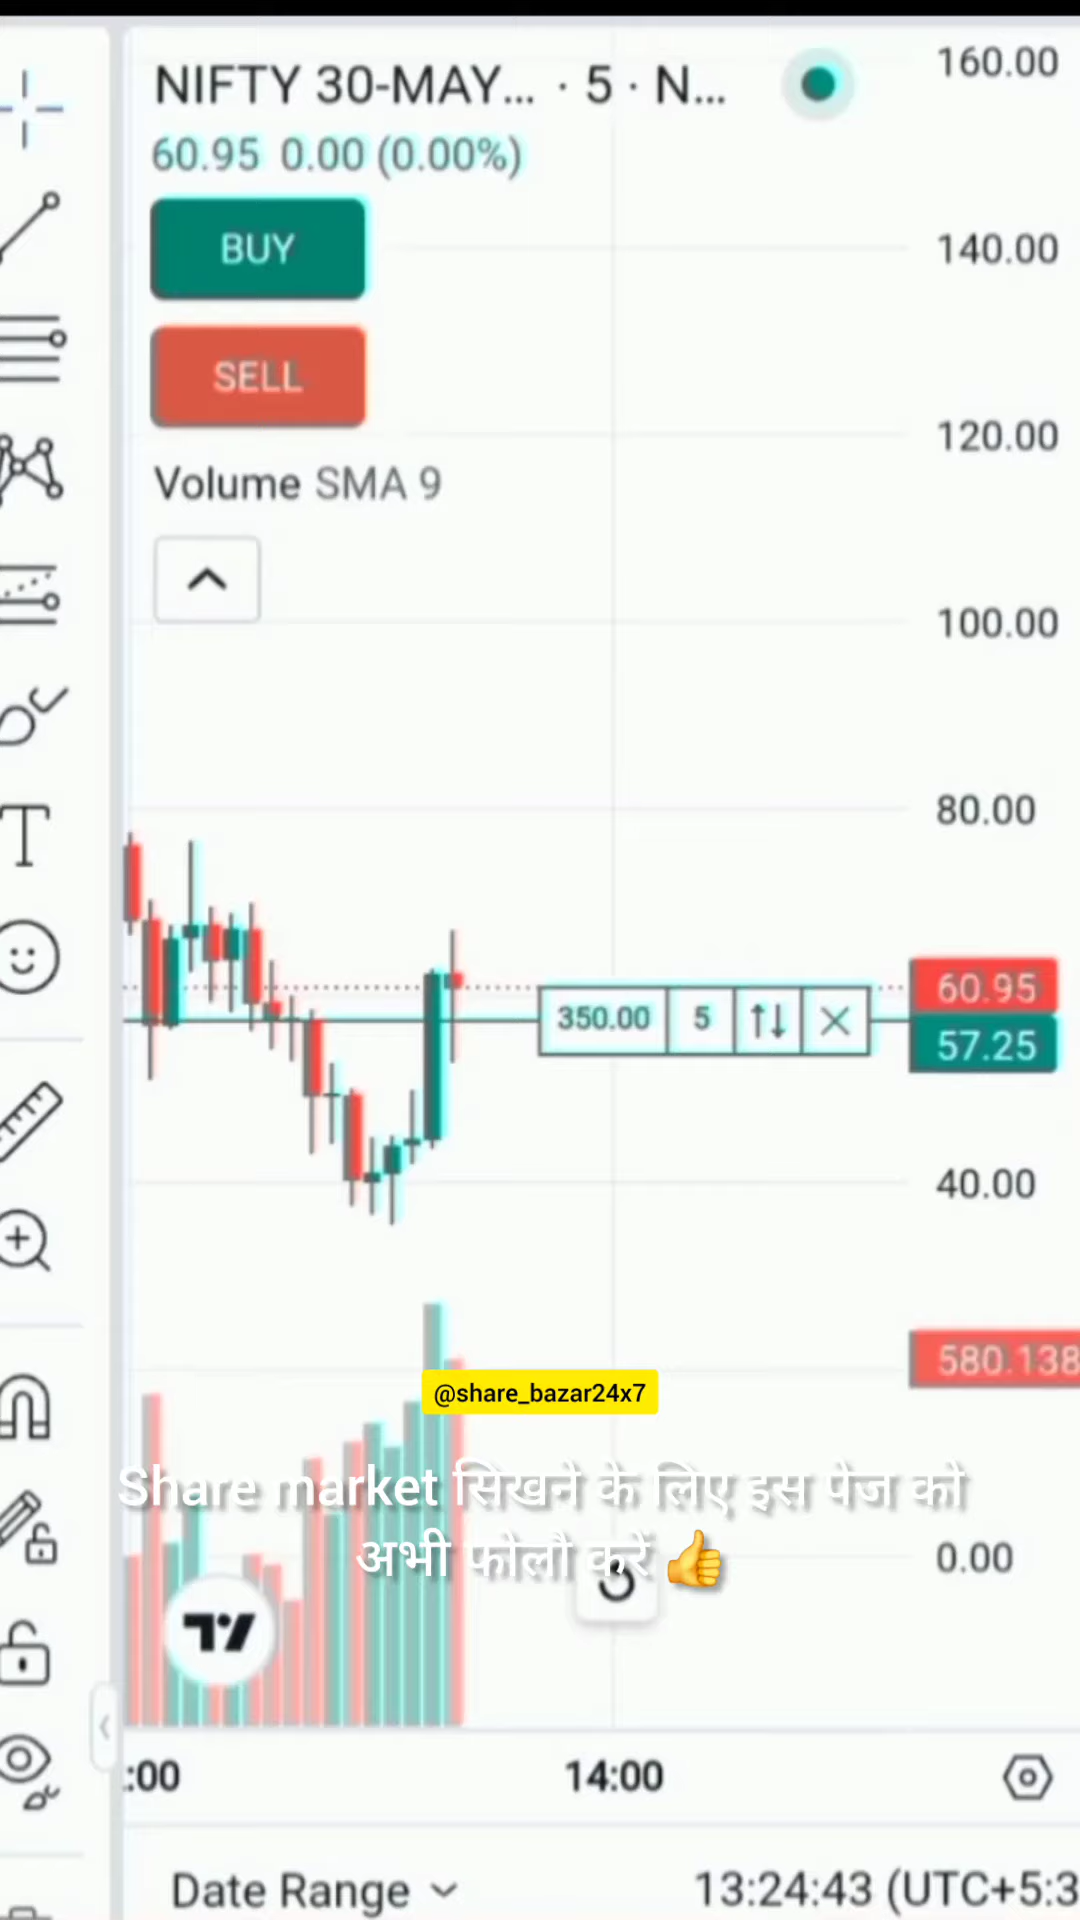 NIFTY 30-MAY... · 5 · N...
60.95 0.00 (0.00%)
BUY
SELL
Volume SMA 9
160.00
140.00
120.00
100.00
80.00
60.95
350.00 5
57.25
40.00
580.138
@share_bazar24x7
Share market सिखने के लिए इस पेज को
अभी फोलौ करें 👍
0.00
:00 14:00
Date Range 13:24:43 (UTC+5:3